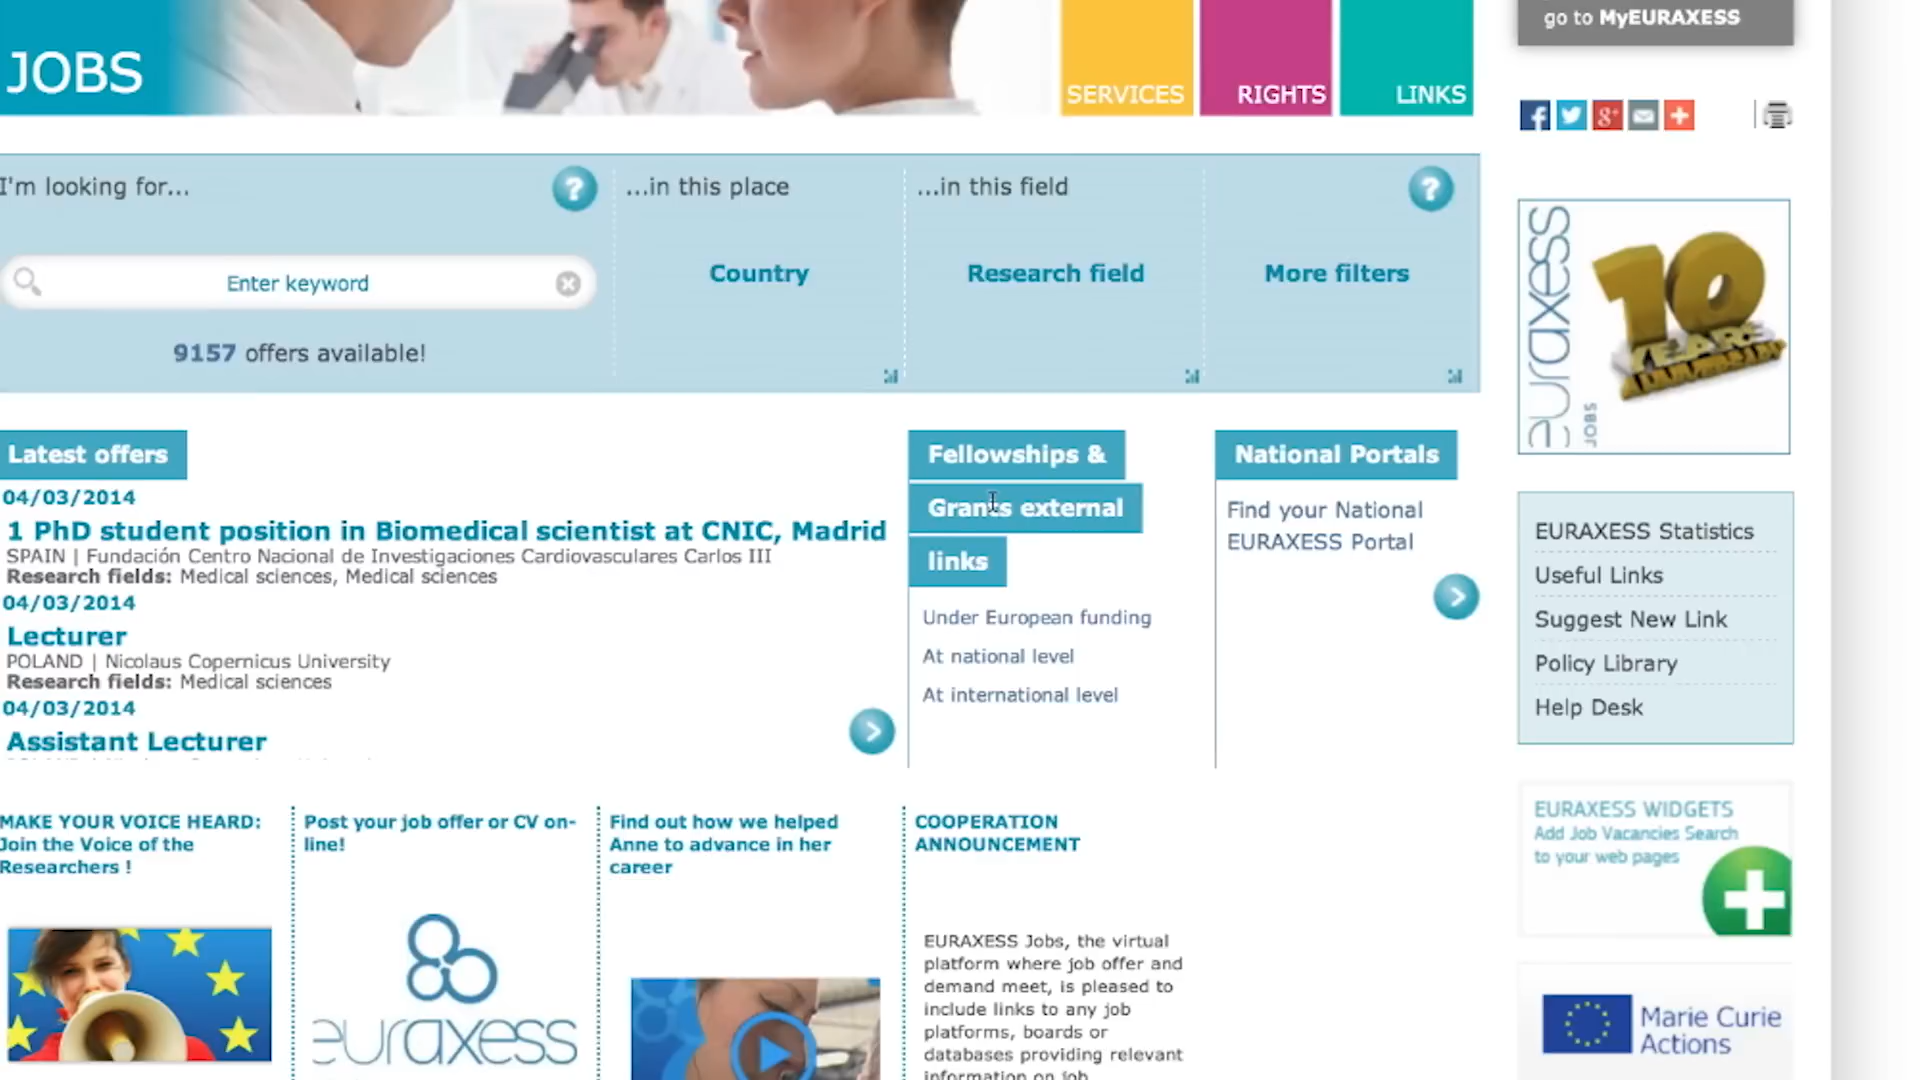 go to MyEURAXESS
JOBS
SERVICES
RIGHTS
LINKS
I'm looking for...
...in this place
...in this field
Enter keyword
Country
Research field
More filters
9157 offers available!
euraxess
JOBS
10
YEARS
ANNIVERSARY
Latest offers
04/03/2014
1 PhD student position in Biomedical scientist at CNIC, Madrid
SPAIN | Fundación Centro Nacional de Investigaciones Cardiovasculares Carlos III
Research fields: Medical sciences, Medical sciences
04/03/2014
Lecturer
POLAND | Nicolaus Copernicus University
Research fields: Medical sciences
04/03/2014
Assistant Lecturer
Fellowships &
Grants external
links
Under European funding
At national level
At international level
National Portals
Find your National
EURAXESS Portal
EURAXESS Statistics
Useful Links
Suggest New Link
Policy Library
Help Desk
MAKE YOUR VOICE HEARD:
Join the Voice of the
Researchers !
Post your job offer or CV on-
line!
euraxess
Find out how we helped
Anne to advance in her
career
COOPERATION
ANNOUNCEMENT
EURAXESS Jobs, the virtual
platform where job offer and
demand meet, is pleased to
include links to any job
platforms, boards or
databases providing relevant
information on job
EURAXESS WIDGETS
Add Job Vacancies Search
to your web pages
Marie Curie
Actions